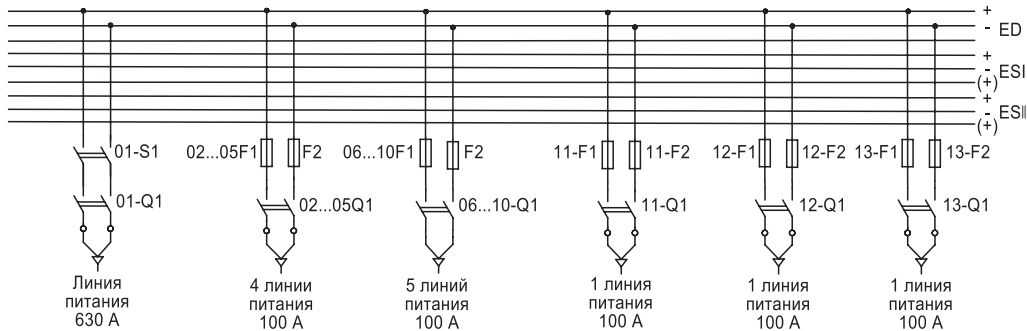 +
- ED
+
- ESI
(+)
+
- ESII
(+)
01-S1
02...05F1
F2
06...10F1
F2
11-F1
11-F2
12-F1
12-F2
13-F1
13-F2
01-Q1
02...05Q1
06...10-Q1
11-Q1
12-Q1
13-Q1
Линия
питания
630 А
4 линии
питания
100 А
5 линий
питания
100 А
1 линия
питания
100 А
1 линия
питания
100 А
1 линия
питания
100 А